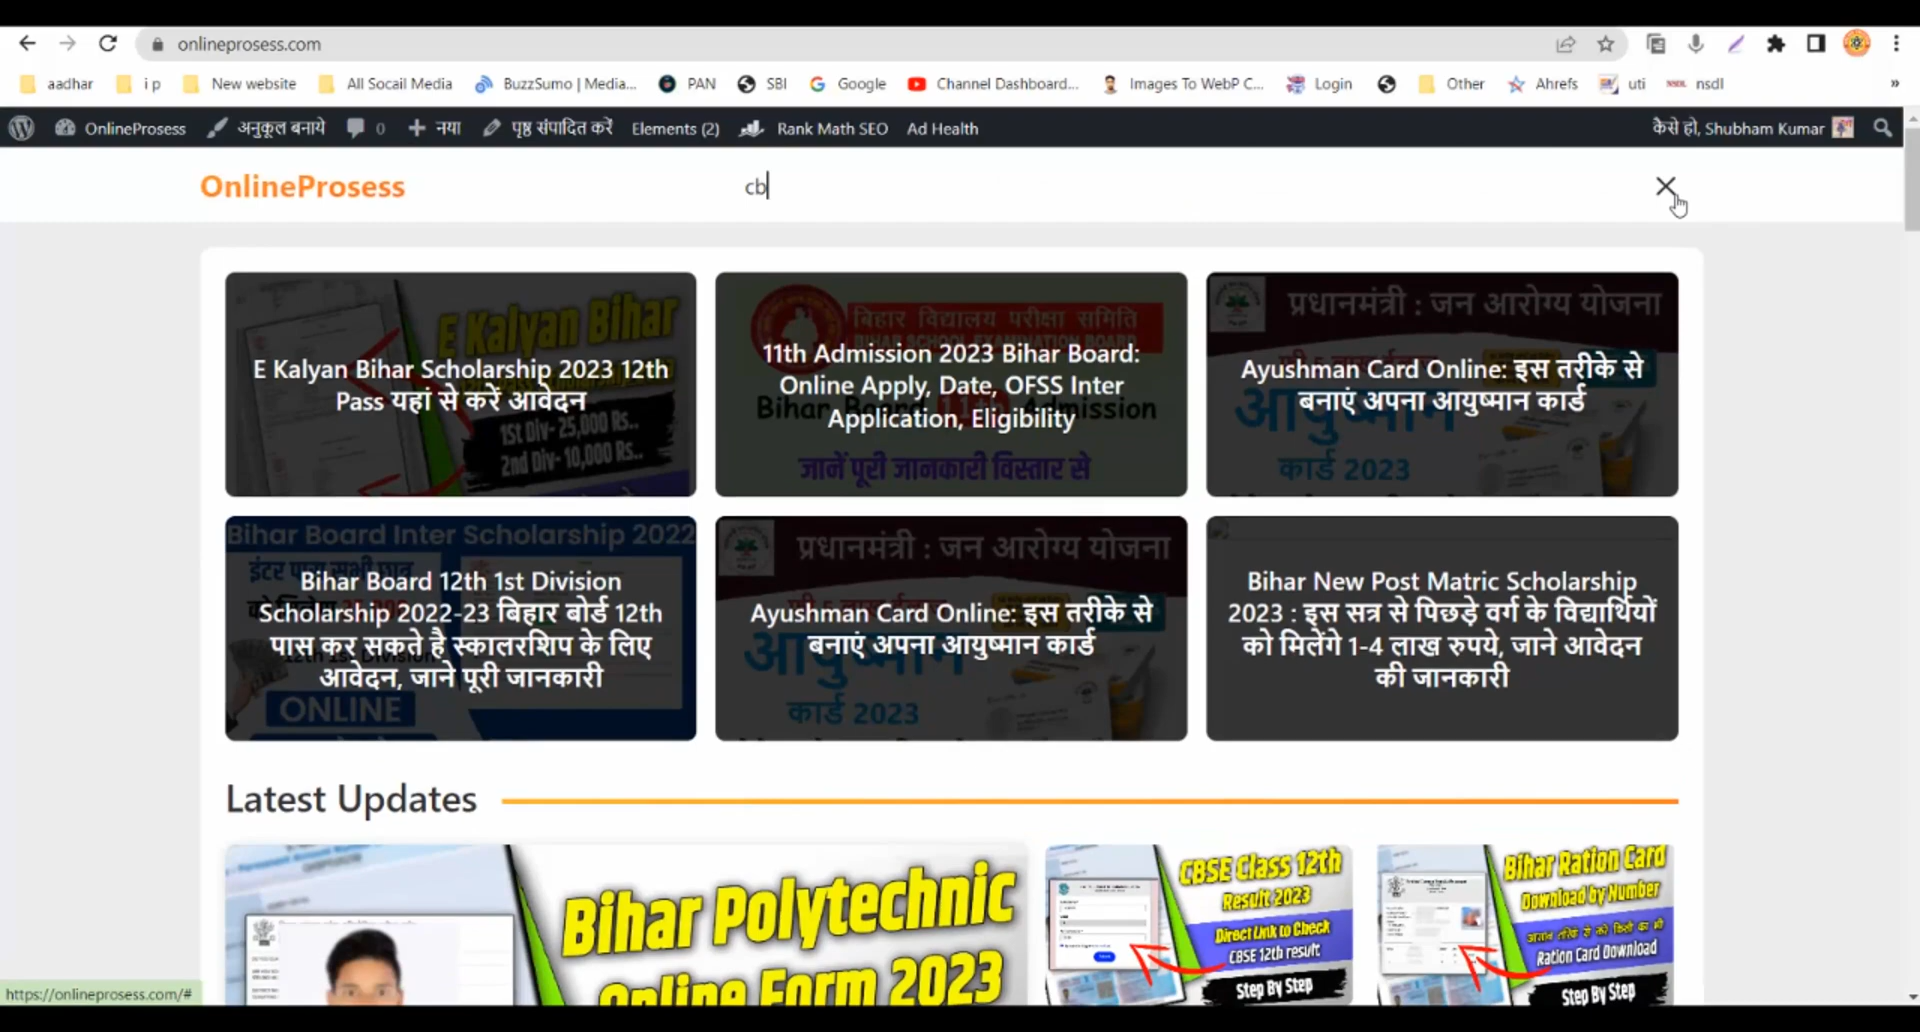 onlineprosess.com
aadhar
i p
New website
All Socail Media
BuzzSumo | Media...
PAN
SBI
Google
Channel Dashboard...
Images To WebP C...
Login
Other
Ahrefs
uti
nsdl
»
OnlineProsess
अनुकूल बनाये
0
नया
पृष्ठ संपादित करें
Elements (2)
Rank Math SEO
Ad Health
कैसे हो, Shubham Kumar
OnlineProsess
cb
E Kalyan Bihar
E Kalyan Bihar Scholarship 2023 12th
Pass यहां से करें आवेदन
1St Div- 25,000 Rs..
2nd Div- 10,000 Rs..
बिहार विद्यालय परीक्षा समिति
11th Admission 2023 Bihar Board:
Online Apply, Date, OFSS Inter
Application, Eligibility
Bihar Board 11th Admission
जानें पूरी जानकारी विस्तार से
प्रधानमंत्री : जन आरोग्य योजना
Ayushman Card Online: इस तरीके से
बनाएं अपना आयुष्मान कार्ड
आयुष्मान
कार्ड 2023
Bihar Board Inter Scholarship 2022
Bihar Board 12th 1st Division
Scholarship 2022-23 बिहार बोर्ड 12th
पास कर सकते है स्कालरशिप के लिए
आवेदन, जाने पूरी जानकारी
ONLINE
प्रधानमंत्री : जन आरोग्य योजना
Ayushman Card Online: इस तरीके से
बनाएं अपना आयुष्मान कार्ड
आयुष्मान
कार्ड 2023
Bihar New Post Matric Scholarship
2023 : इस सत्र से पिछड़े वर्ग के विद्यार्थियों
को मिलेंगे 1-4 लाख रुपये, जाने आवेदन
की जानकारी
Latest Updates
Bihar Polytechnic
Online Form 2023
CBSE Class 12th
Result 2023
Direct Link to Check
CBSE 12th result
Step By Step
Bihar Ration Card
Download by Number
Ration Card Download
Step By Step
https://onlineprosess.com/#